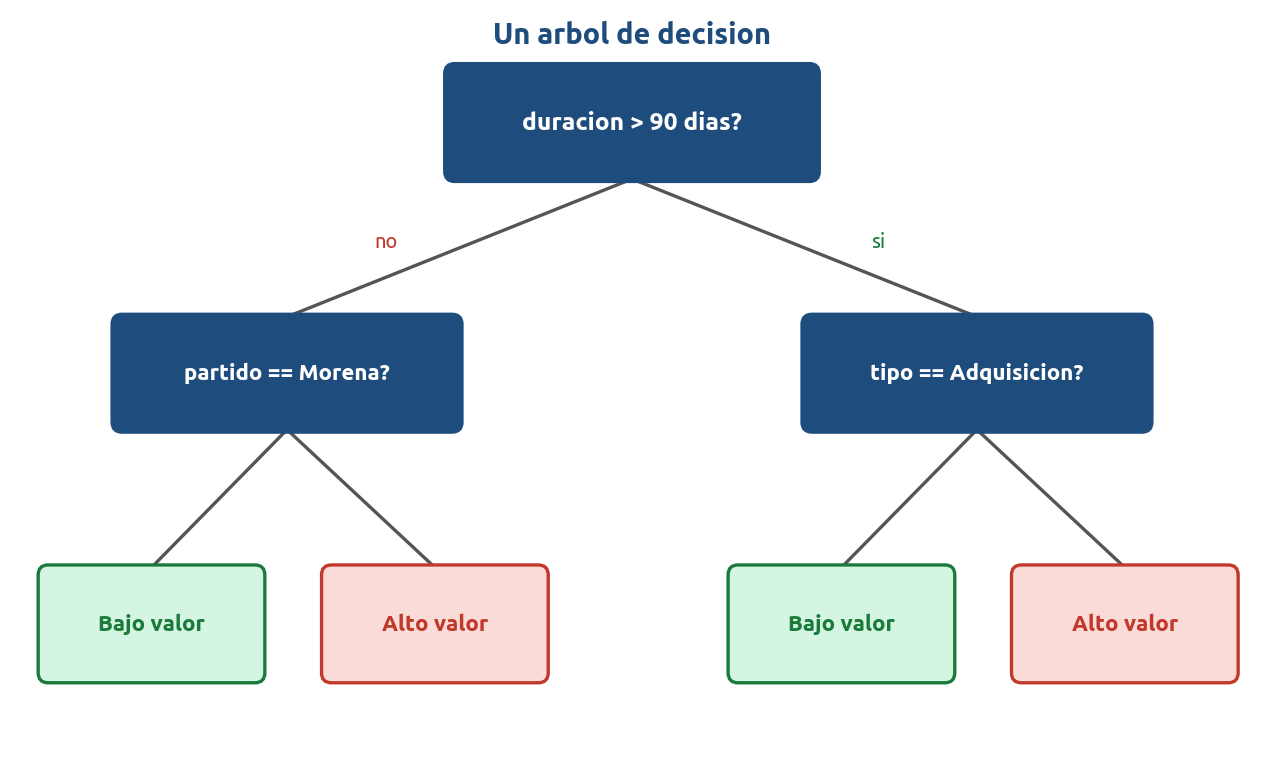 Un arbol de decision
duracion > 90 dias?
no
si
partido == Morena?
tipo == Adquisicion?
Bajo valor
Alto valor
Bajo valor
Alto valor